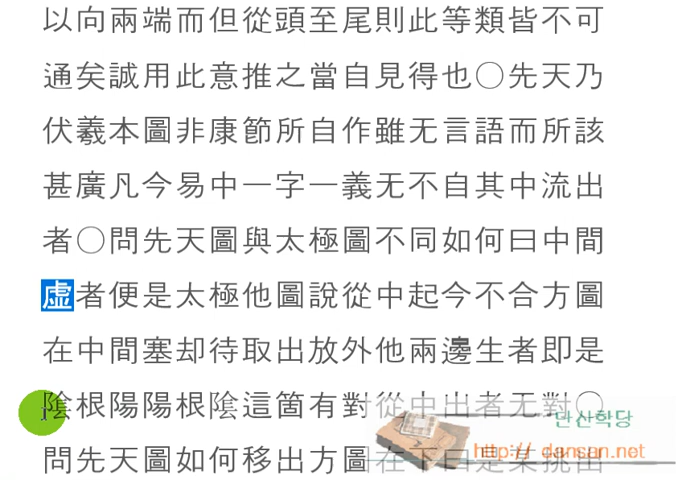 以向兩端而但從頭至尾則此等類皆不可
通矣誠用此意推之當自見得也○先天乃
伏羲本圖非康節所自作雖无言語而所該
甚廣凡今易中一字一義无不自其中流出
者○問先天圖與太極圖不同如何曰中間
虛者便是太極他圖說從中起今不合方圖
在中間塞却待取出放外他兩邊生者即是
陰根陽陽根陰這箇有對從中出者无對○
問先天圖如何移出方圖在下曰是某挑出
단산학당
http://dansan.net